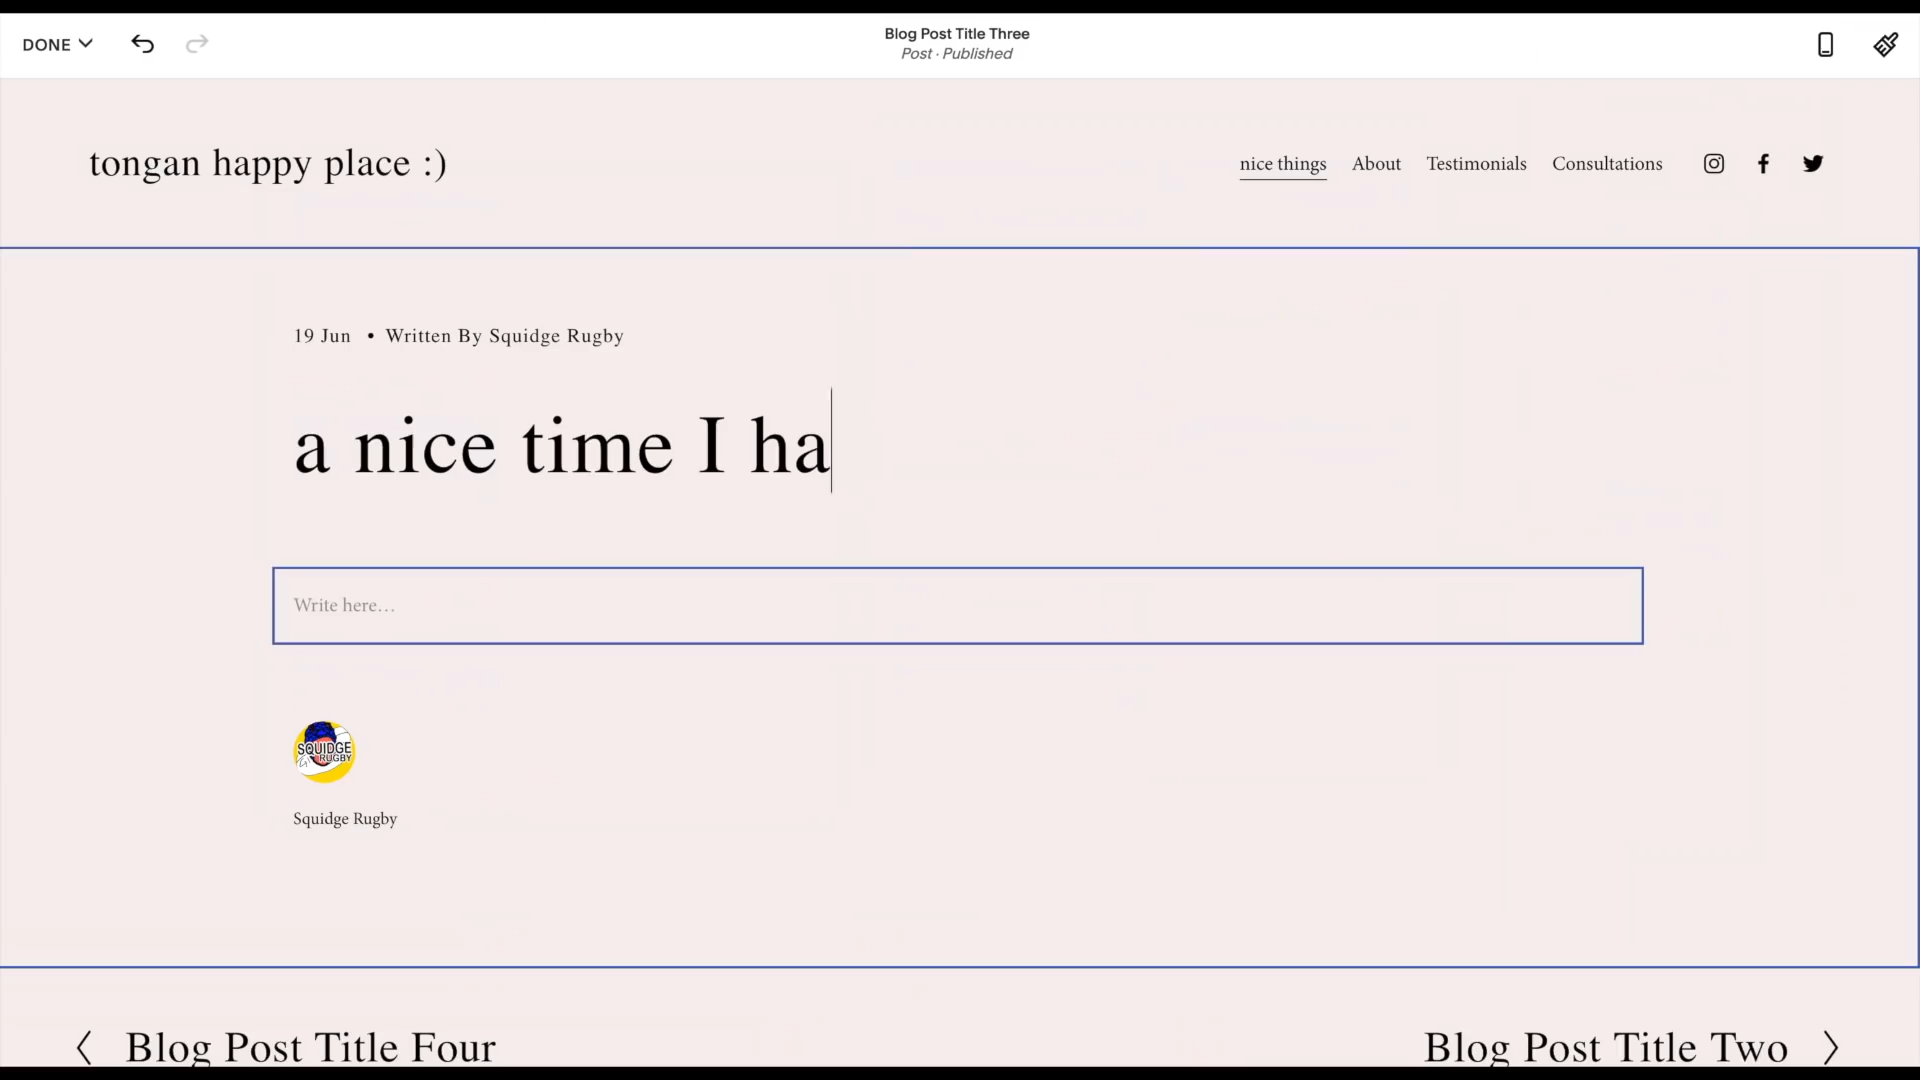 DONE
Blog Post Title Three
Post · Published
tongan happy place :)
nice things About Testimonials Consultations
19 Jun • Written By Squidge Rugby
a nice time I ha
Write here...
SQUIDGE
RUGBY
Squidge Rugby
Blog Post Title Four
Blog Post Title Two